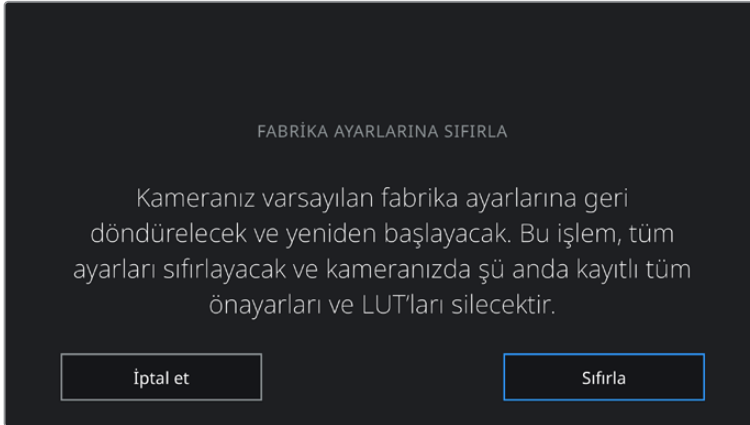 FABRİKA AYARLARINA SIFIRLA
Kameranız varsayılan fabrika ayarlarına geri
döndürelecek ve yeniden başlayacak. Bu işlem, tüm
ayarları sıfırlayacak ve kameranızda şü anda kayıtlı tüm
önayarları ve LUT'ları silecektir.
İptal et
Sıfırla